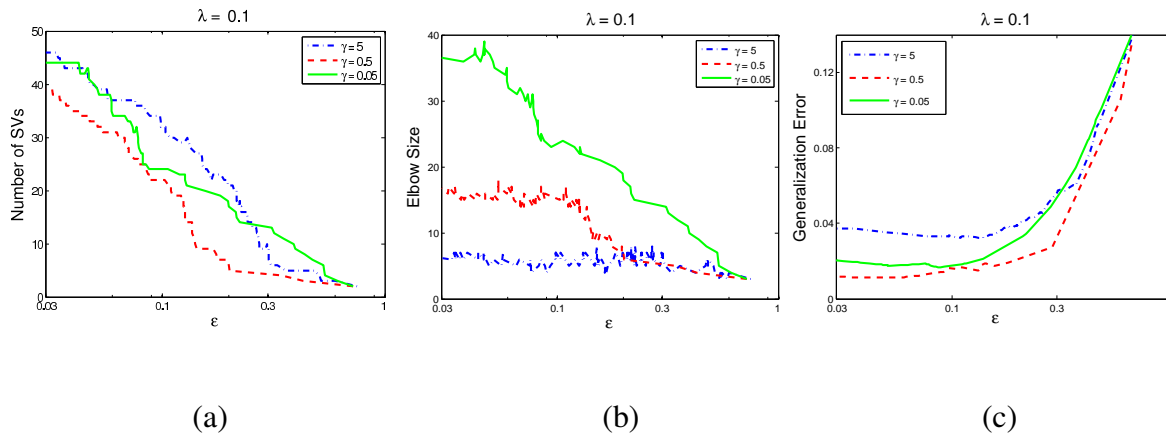 λ = 0.1
50
40
30
20
10
0
Number of SVs
0.03
0.1
0.3
1
ε
γ = 5
γ = 0.5
γ = 0.05
(a)
λ = 0.1
40
30
20
10
0
Elbow Size
0.03
0.1
0.3
1
ε
γ = 5
γ = 0.5
γ = 0.05
(b)
λ = 0.1
0.12
0.08
0.04
0
Generalization Error
0.03
0.1
0.3
ε
γ = 5
γ = 0.5
γ = 0.05
(c)